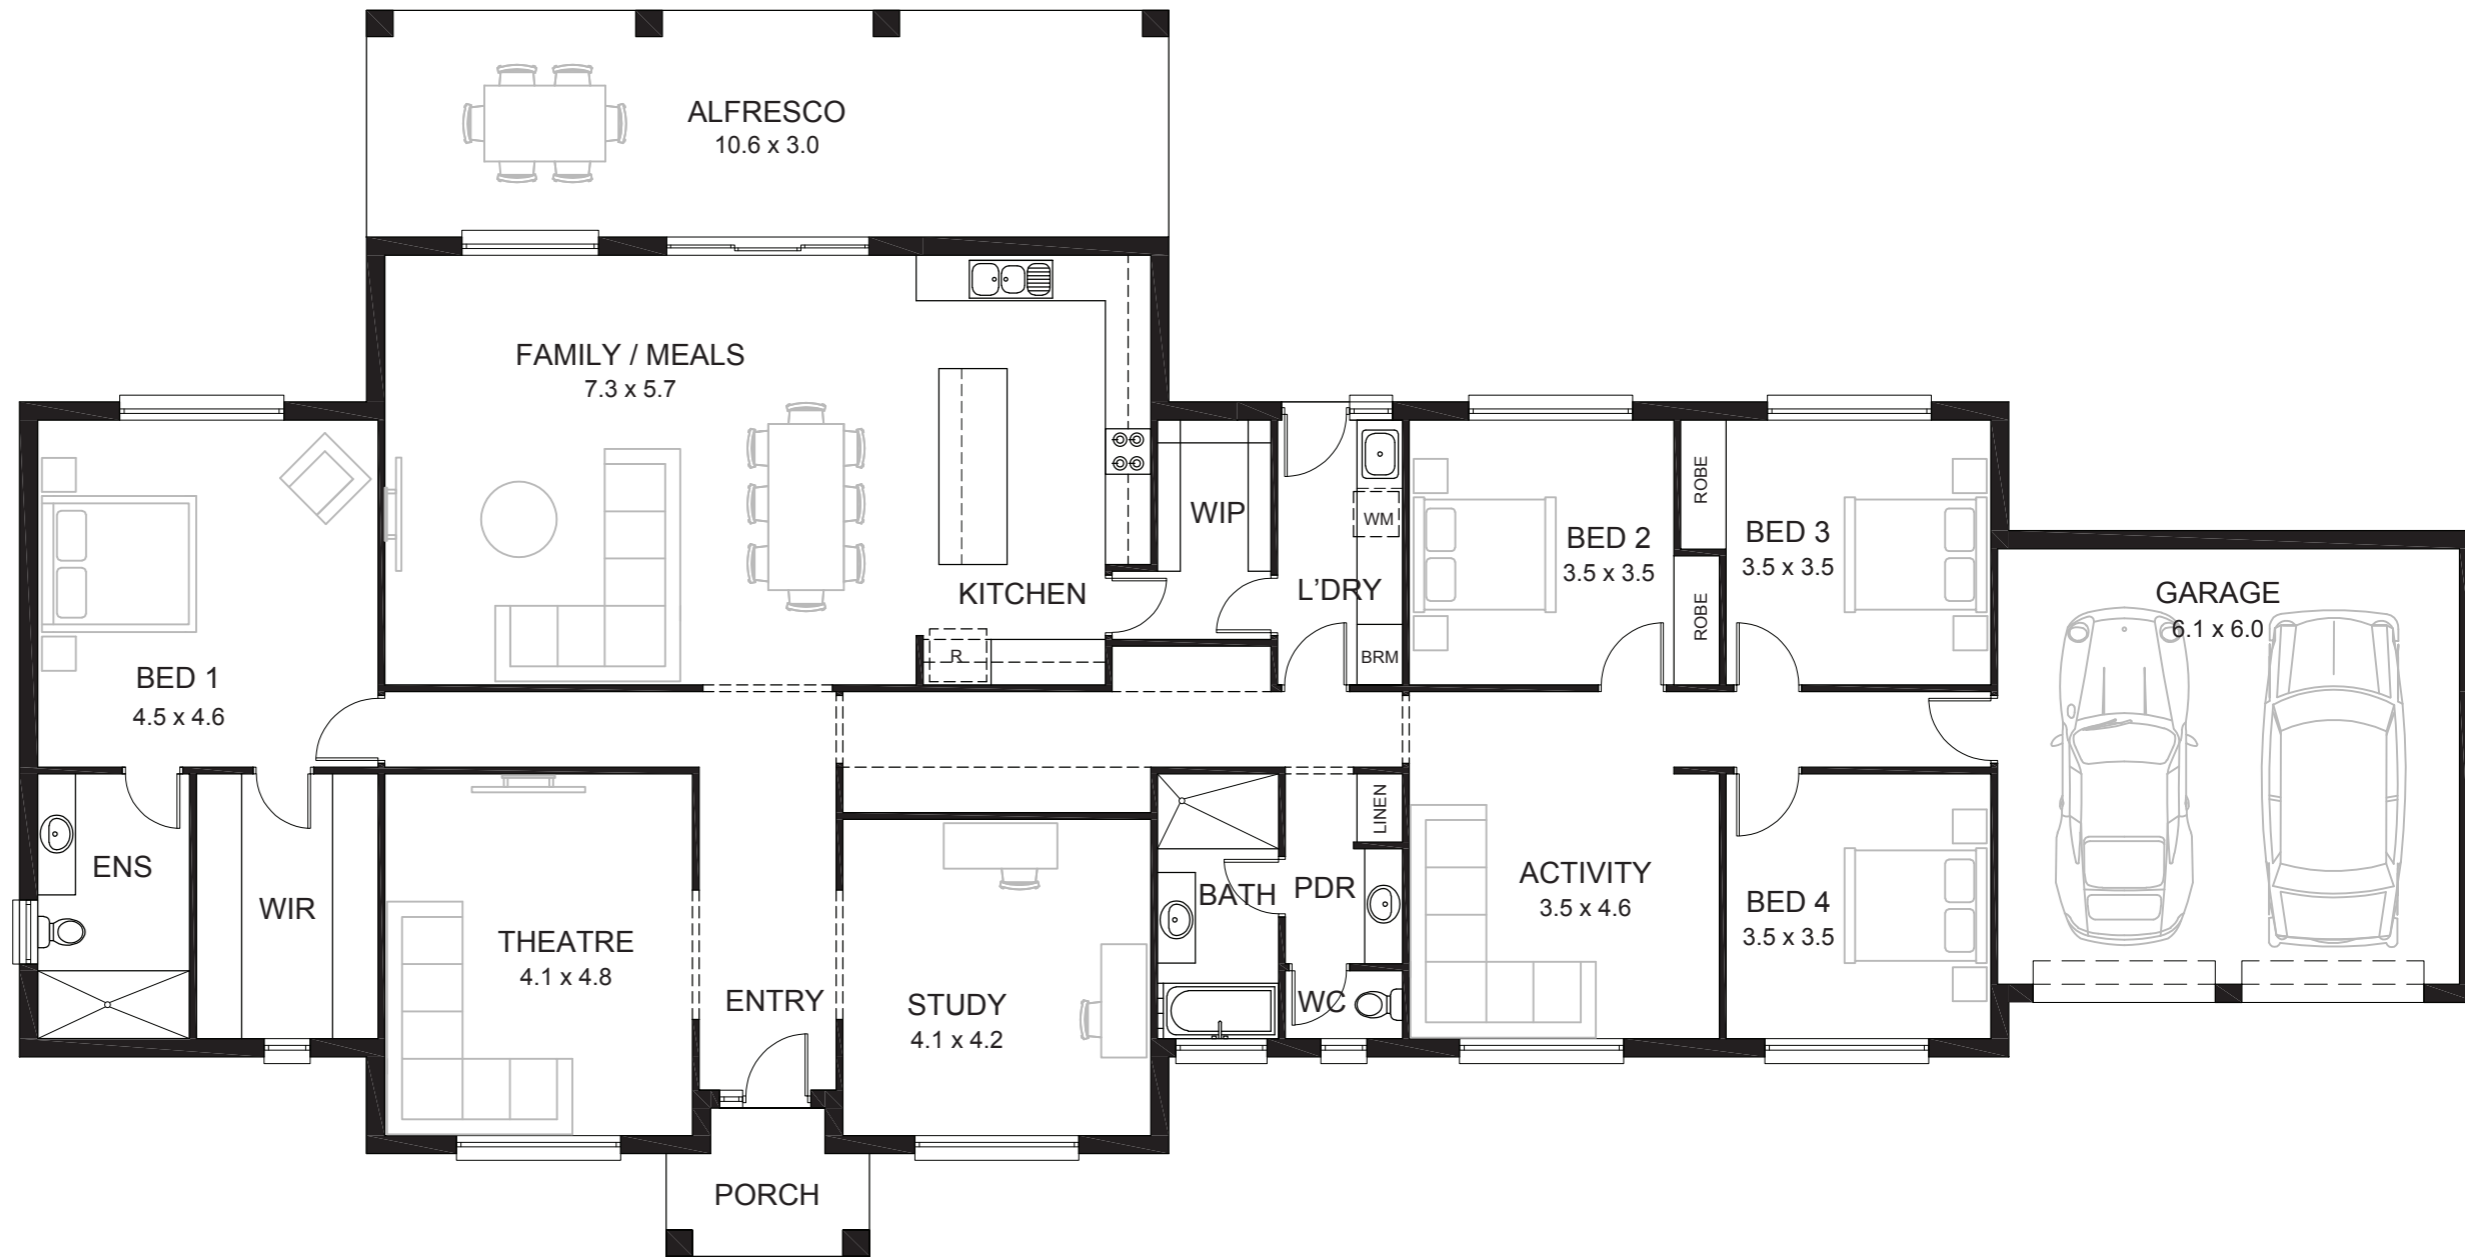 ALFRESCO
10.6 x 3.0
FAMILY / MEALS
7.3 x 5.7
KITCHEN
R
WIP
L'DRY
WM
BRM
BED 2
3.5 x 3.5
ROBE
ROBE
BED 3
3.5 x 3.5
GARAGE
6.1 x 6.0
BED 1
4.5 x 4.6
ENS
WIR
THEATRE
4.1 x 4.8
ENTRY
STUDY
4.1 x 4.2
BATH
PDR
LINEN
WC
ACTIVITY
3.5 x 4.6
BED 4
3.5 x 3.5
PORCH